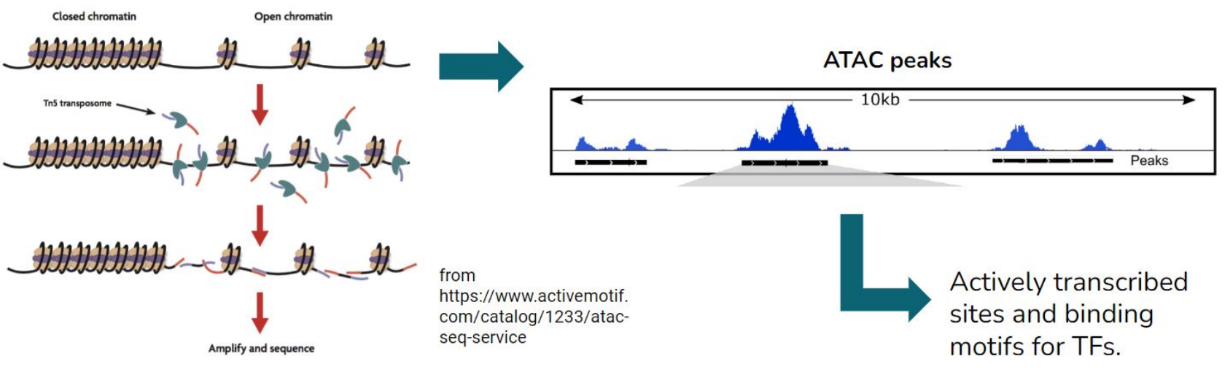 Closed chromatin
Open chromatin
Tn5 transposome
Amplify and sequence
from
https://www.activemotif.
com/catalog/1233/atac-
seq-service
ATAC peaks
10kb
Peaks
Actively transcribed
sites and binding
motifs for TFs.